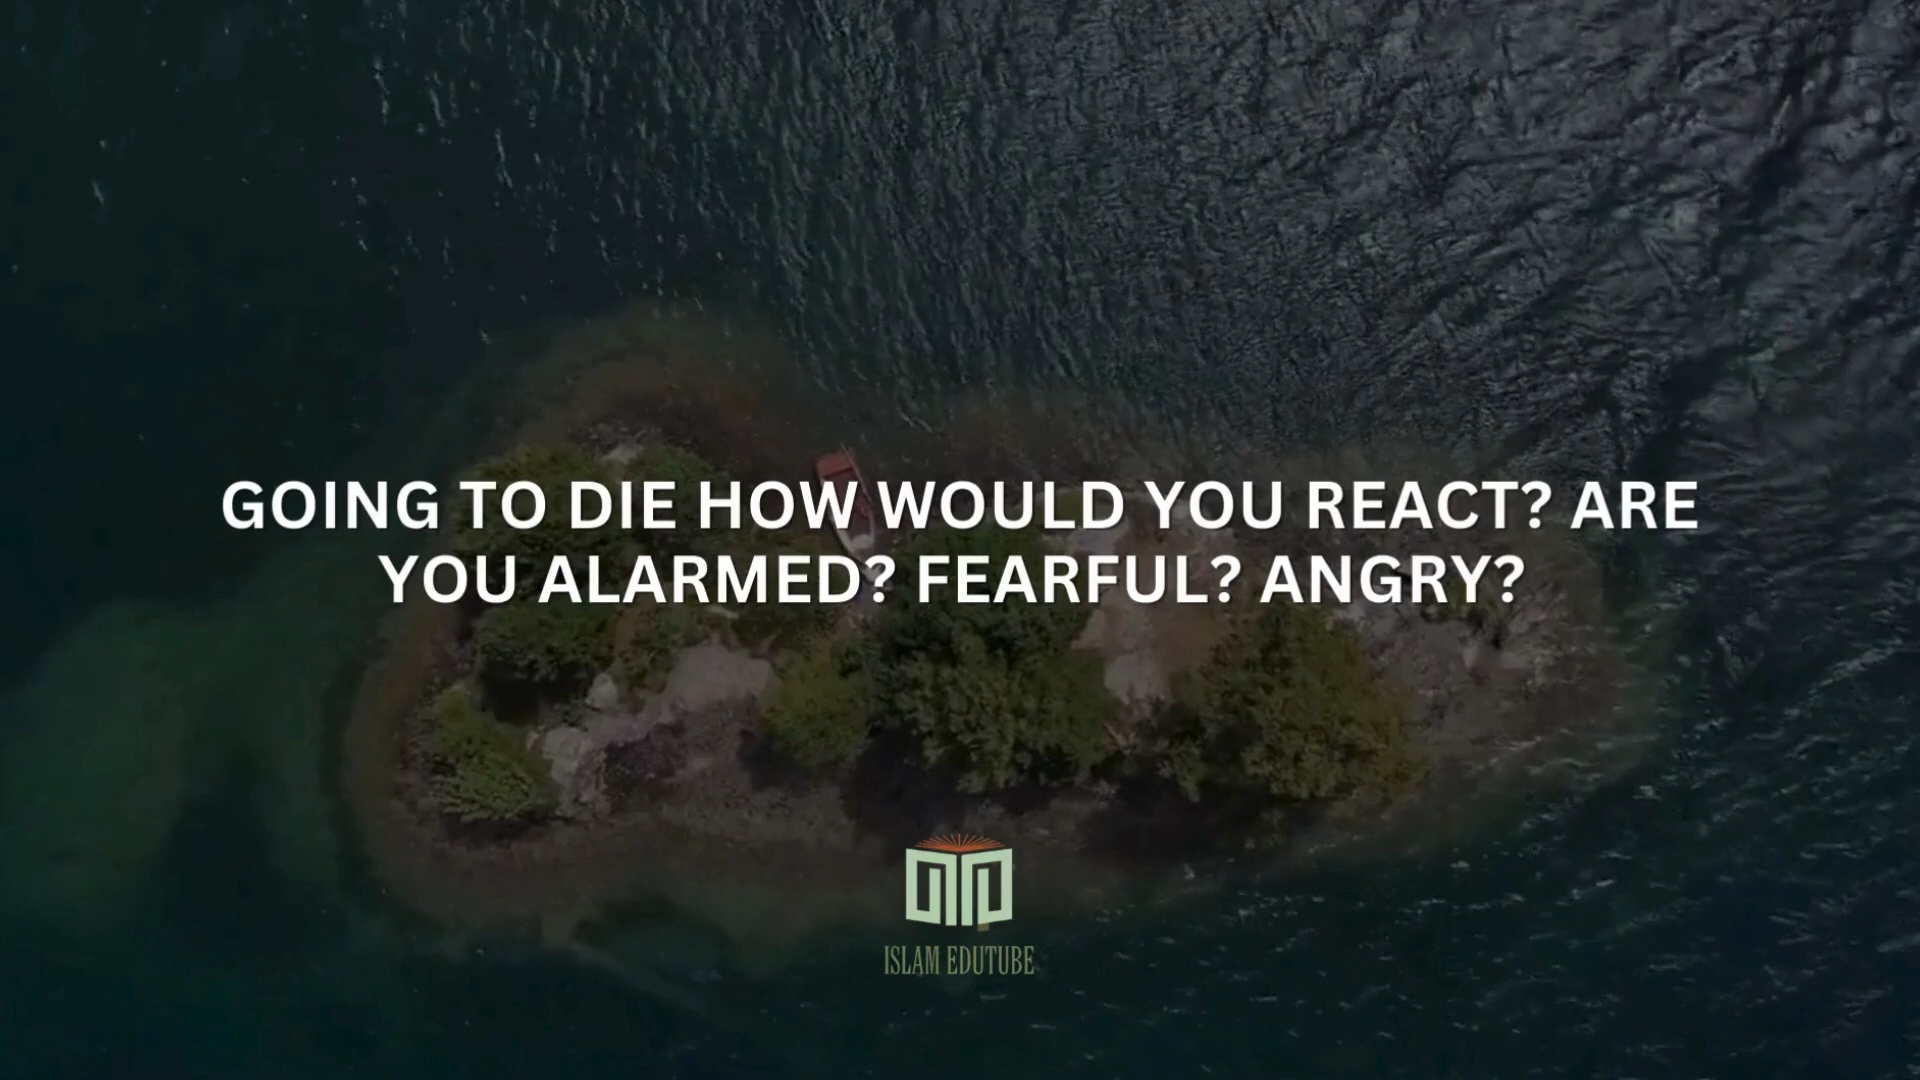 GOING TO DIE HOW WOULD YOU REACT? ARE
YOU ALARMED? FEARFUL? ANGRY?
ISLAM EDUTUBE